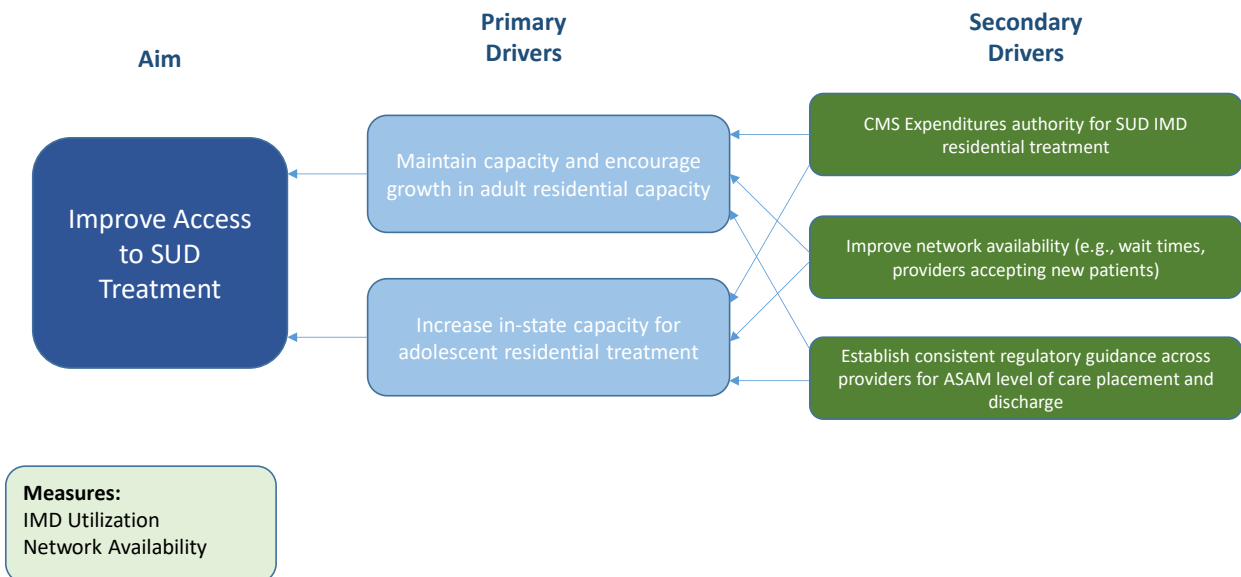 Aim
Primary
Drivers
Secondary
Drivers
Improve Access
to SUD
Treatment
Maintain capacity and encourage
growth in adult residential capacity
Increase in-state capacity for
adolescent residential treatment
CMS Expenditures authority for SUD IMD
residential treatment
Improve network availability (e.g., wait times,
providers accepting new patients)
Establish consistent regulatory guidance across
providers for ASAM level of care placement and
discharge
Measures:
IMD Utilization
Network Availability